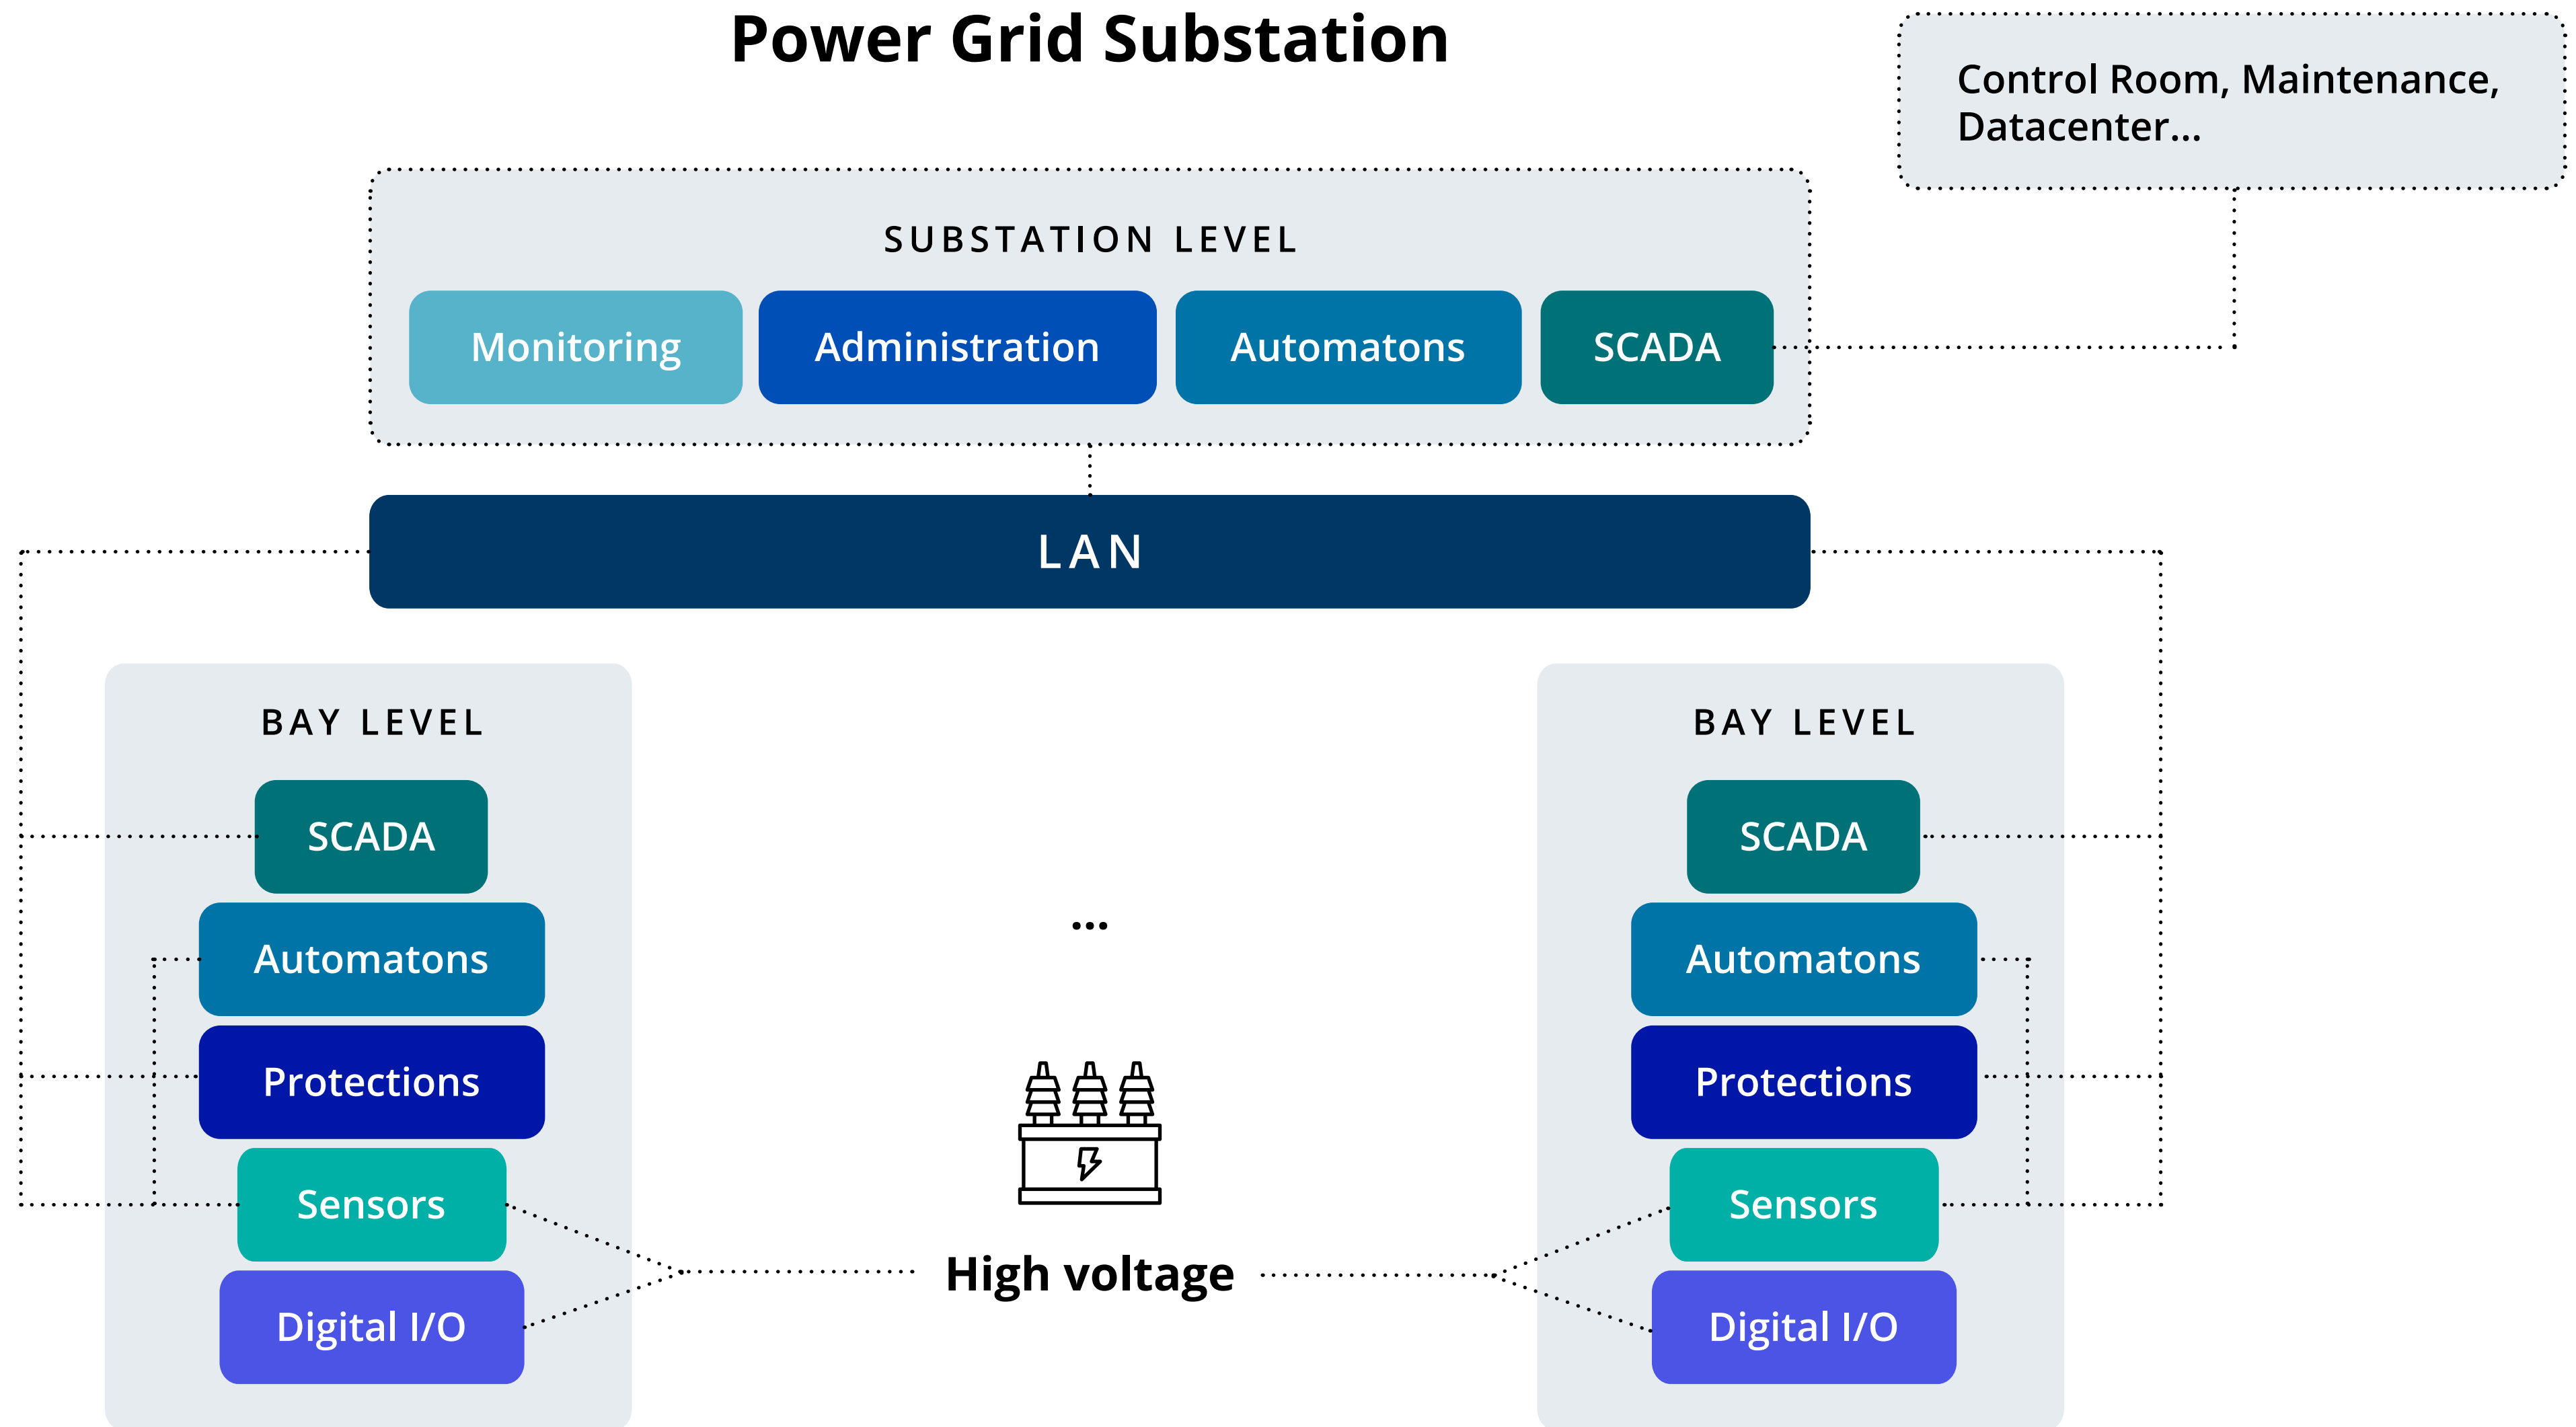 Power Grid Substation
Control Room, Maintenance,
Datacenter...
SUBSTATION LEVEL
Monitoring
Administration
Automatons
SCADA
LAN
BAY LEVEL
SCADA
Automatons
Protections
Sensors
Digital I/O
...
High voltage
BAY LEVEL
SCADA
Automatons
Protections
Sensors
Digital I/O